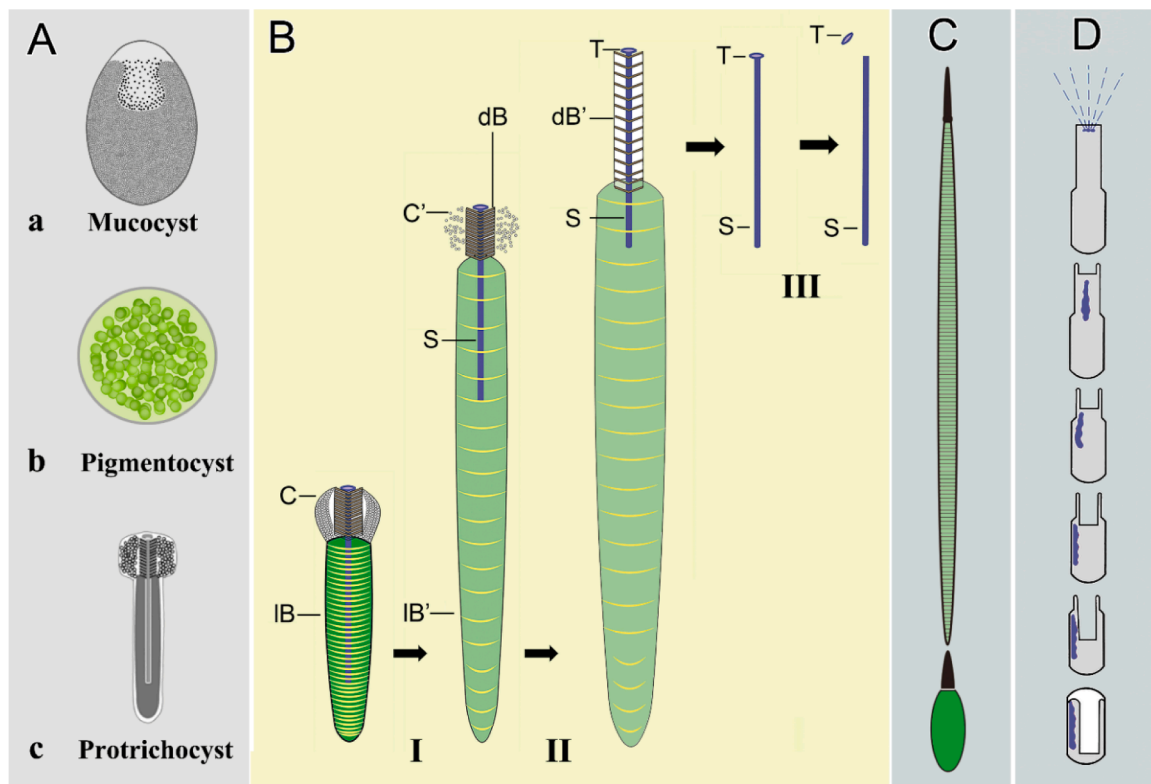 A
a Mucocyst
b Pigmentocyst
c Protrichocyst
B
T
dB
dB’
C’
S
S
C
lB
lB’
I
II
T
S
T
S
III
C
D